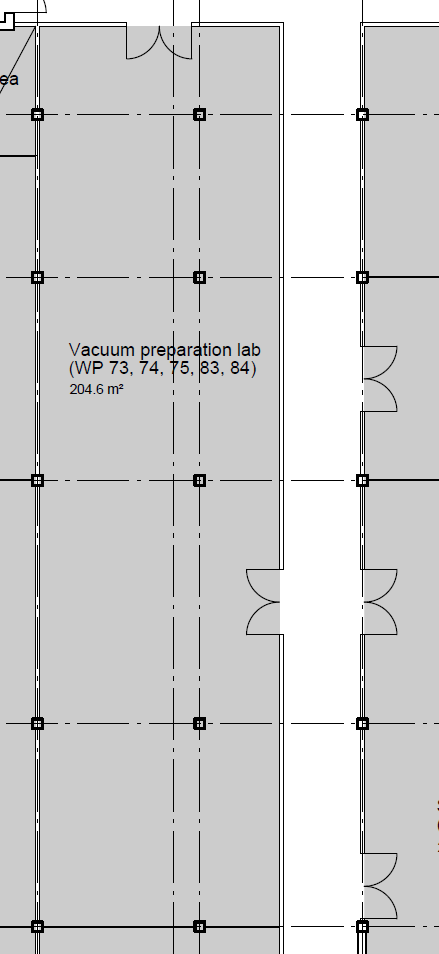 ea
Vacuum preparation lab
(WP 73, 74, 75, 83, 84)
204.6 m²